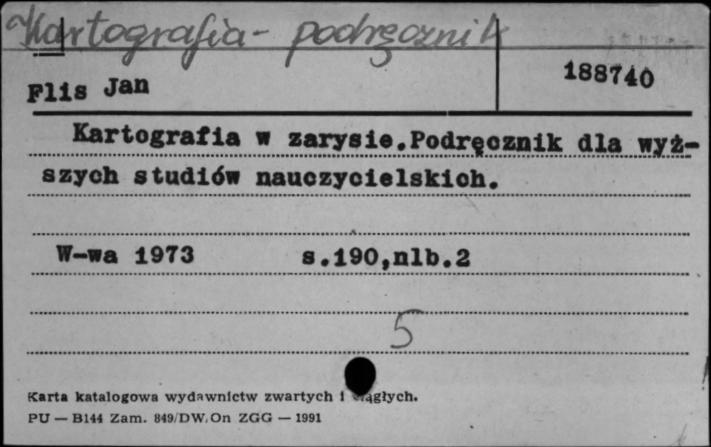 Kartografia - podręcznik
Flis Jan
188740
Kartografia w zarysie.Podręcznik dla wyż-
szych studiów nauczycielskich.
W-wa 1973 s.190,nlb.2
5
Karta katalogowa wydawnictw zwartych i ciągłych.
PU — B144 Zam. 849/DW.On ZGG — 1991